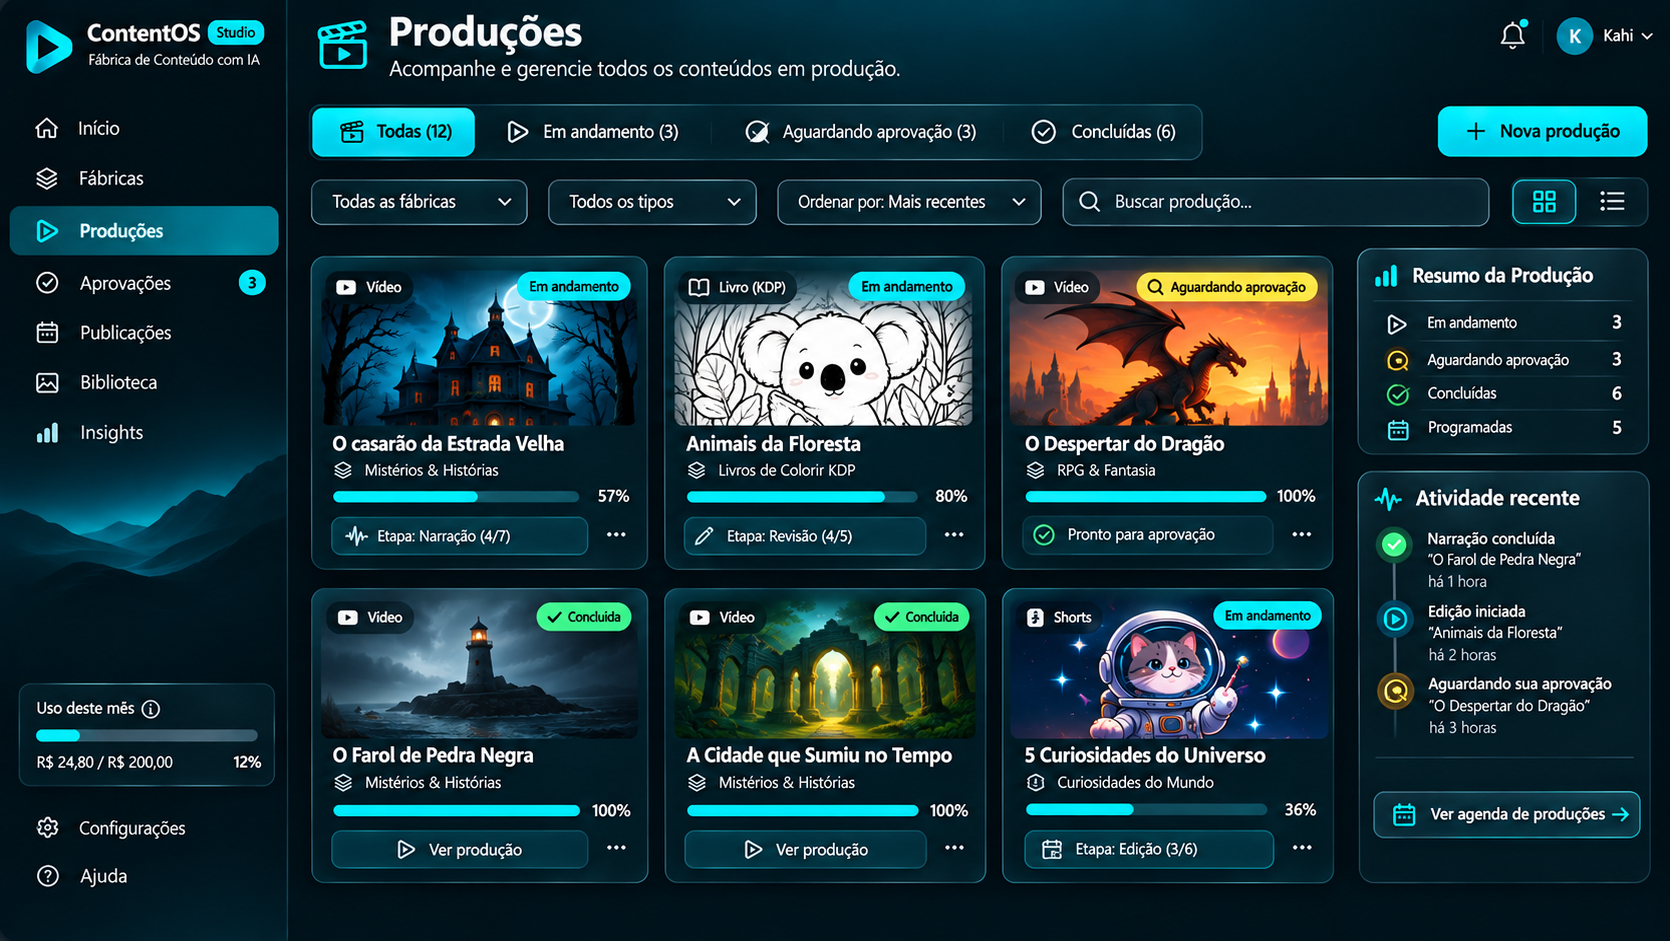 ContentOS Studio
Fábrica de Conteúdo com IA
Início
Fábricas
Produções
Aprovações 3
Publicações
Biblioteca
Insights
Uso deste mês
R$ 24,80 / R$ 200,00 12%
Configurações
Ajuda
Produções
Acompanhe e gerencie todos os conteúdos em produção.
K Kahi
Todas (12)
Em andamento (3)
Aguardando aprovação (3)
Concluídas (6)
+ Nova produção
Todas as fábricas
Todos os tipos
Ordenar por: Mais recentes
Buscar produção...
Vídeo
Em andamento
O casarão da Estrada Velha
Mistérios & Histórias
57%
Etapa: Narração (4/7)
...
Livro (KDP)
Em andamento
Animais da Floresta
Livros de Colorir KDP
80%
Etapa: Revisão (4/5)
...
Vídeo
Aguardando aprovação
O Despertar do Dragão
RPG & Fantasia
100%
Pronto para aprovação
...
Vídeo
Concluída
O Farol de Pedra Negra
Mistérios & Histórias
100%
Ver produção
...
Vídeo
Concluída
A Cidade que Sumiu no Tempo
Mistérios & Histórias
100%
Ver produção
...
Shorts
Em andamento
5 Curiosidades do Universo
Curiosidades do Mundo
36%
Etapa: Edição (3/6)
...
Resumo da Produção
Em andamento 3
Aguardando aprovação 3
Concluídas 6
Programadas 5
Atividade recente
Narração concluída
“O Farol de Pedra Negra”
há 1 hora
Edição iniciada
“Animais da Floresta”
há 2 horas
Aguardando sua aprovação
“O Despertar do Dragão”
há 3 horas
Ver agenda de produções →